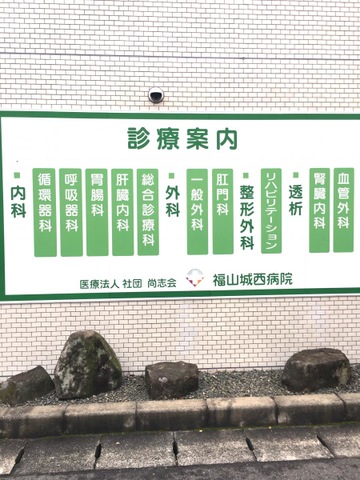 診療案内
内科
循環器科
呼吸器科
胃腸科
肝臓内科
総合診療科
外科
一般外科
肛門科
整形外科
リハビリテーション
透析
腎臓内科
血管外科
医療法人 社団 尚志会 福山城西病院